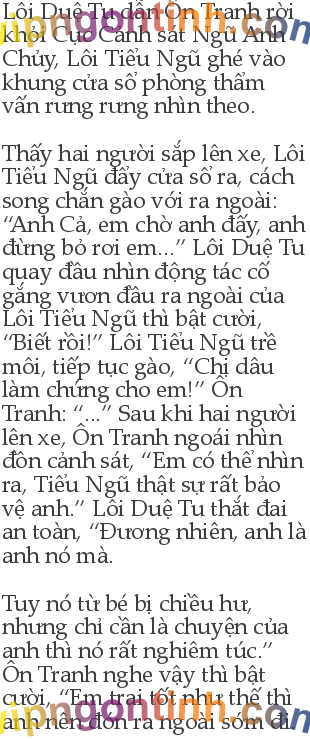 Lôi Duệ Tu dẫn Ôn Tranh rời
khỏi Cục Cảnh sát Ngũ Anh
Chủy, Lôi Tiểu Ngũ ghé vào
khung cửa sổ phòng thẩm
vấn rưng rưng nhìn theo.

Thấy hai người sắp lên xe, Lôi
Tiểu Ngũ đẩy cửa sổ ra, cách
song chắn gào với ra ngoài:
“Anh Cả, em chờ anh đấy, anh
đừng bỏ rơi em...” Lôi Duệ Tu
quay đầu nhìn động tác cố
gắng vươn đầu ra ngoài của
Lôi Tiểu Ngũ thì bật cười,
“Biết rồi!” Lôi Tiểu Ngũ trề
môi, tiếp tục gào, “Chị dâu
làm chứng cho em!” Ôn
Tranh: “...” Sau khi hai người
lên xe, Ôn Tranh ngoái nhìn
đồn cảnh sát, “Em có thể nhìn
ra, Tiểu Ngũ thật sự rất bảo
vệ anh.” Lôi Duệ Tu thắt đai
an toàn, “Đương nhiên, anh là
anh nó mà.

Tuy nó từ bé bị chiều hư,
nhưng chỉ cần là chuyện của
anh thì nó rất nghiêm túc.”
Ôn Tranh nghe vậy thì bật
cười, “Em trai tốt như thế thì
anh nên đón ra ngoài sớm đi.
vipngontinh.com
vipngontinh.com